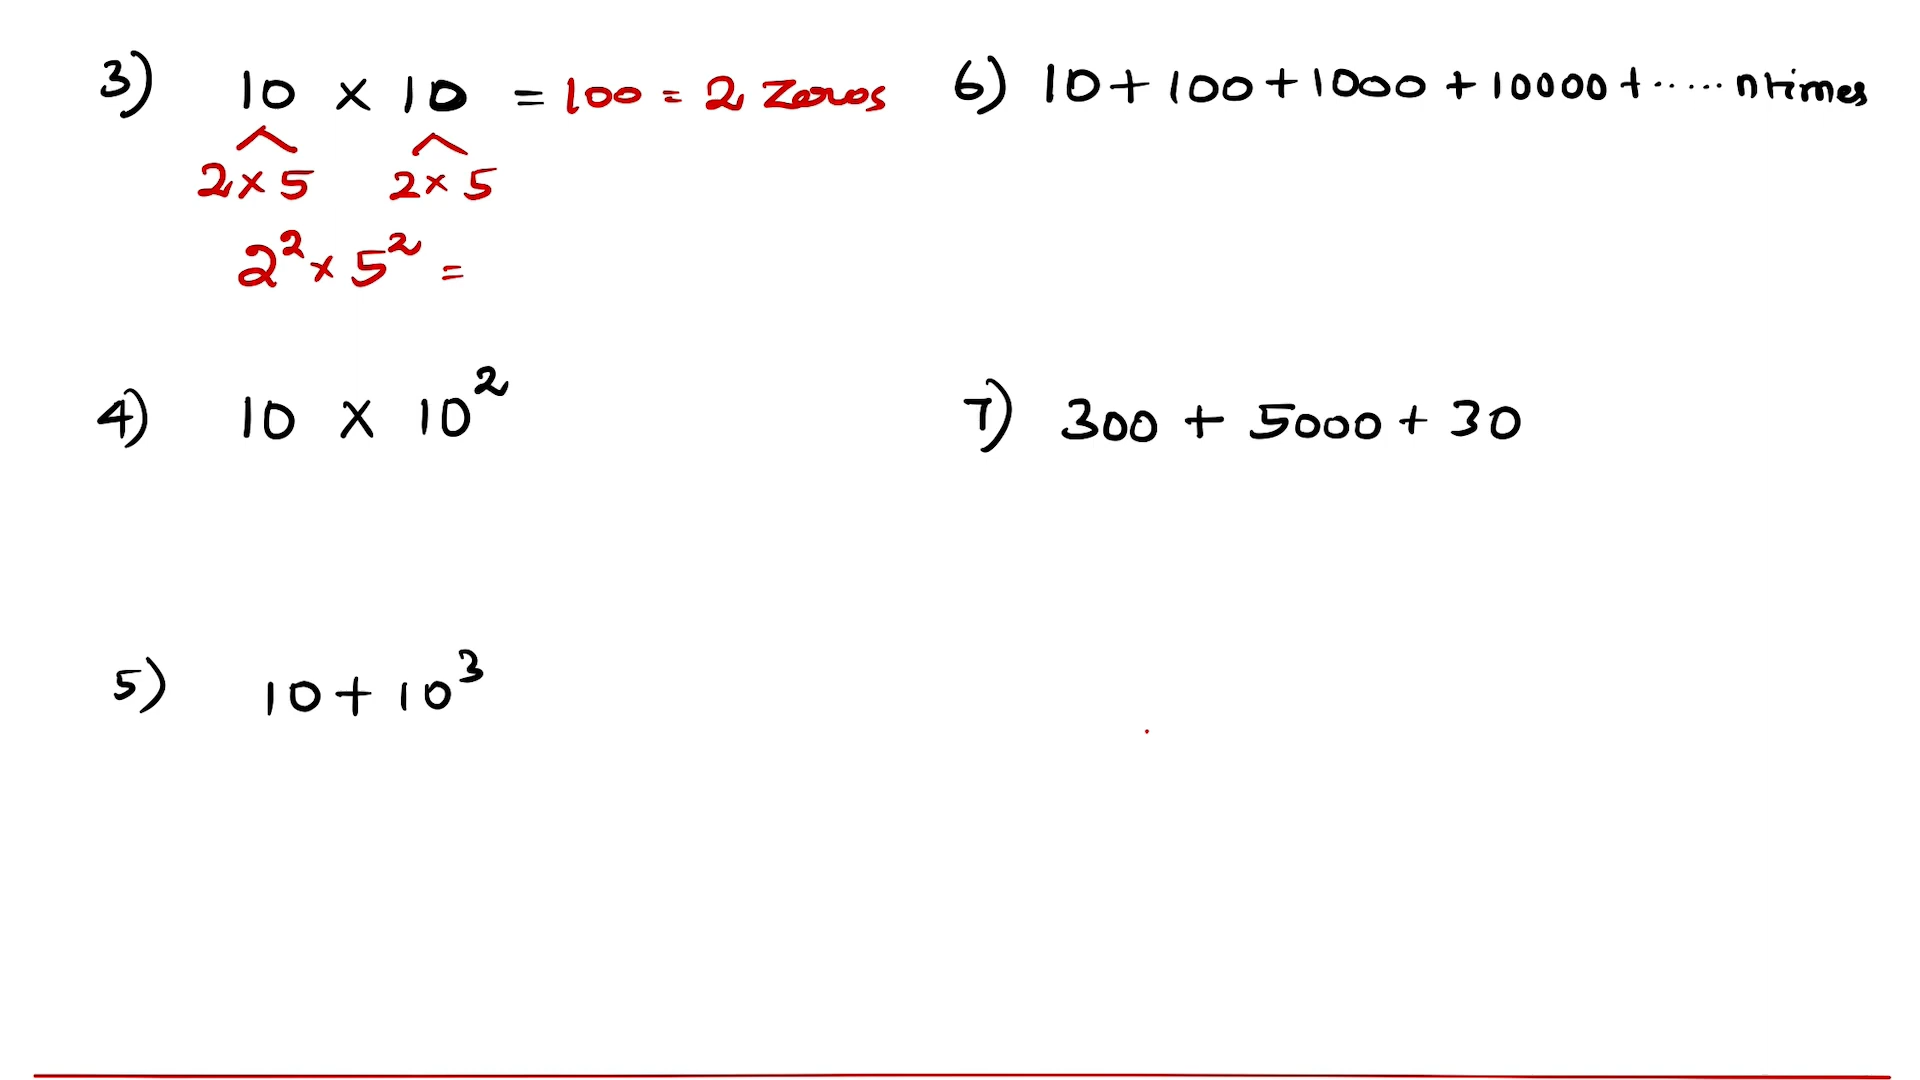 3) 10 × 10 = 100 = 2 zeros
2 × 5 2 × 5
2² × 5² =
4) 10 × 10²
5) 10 + 10³
6) 10 + 100 + 1000 + 10000 + ...... n times
7) 300 + 5000 + 30